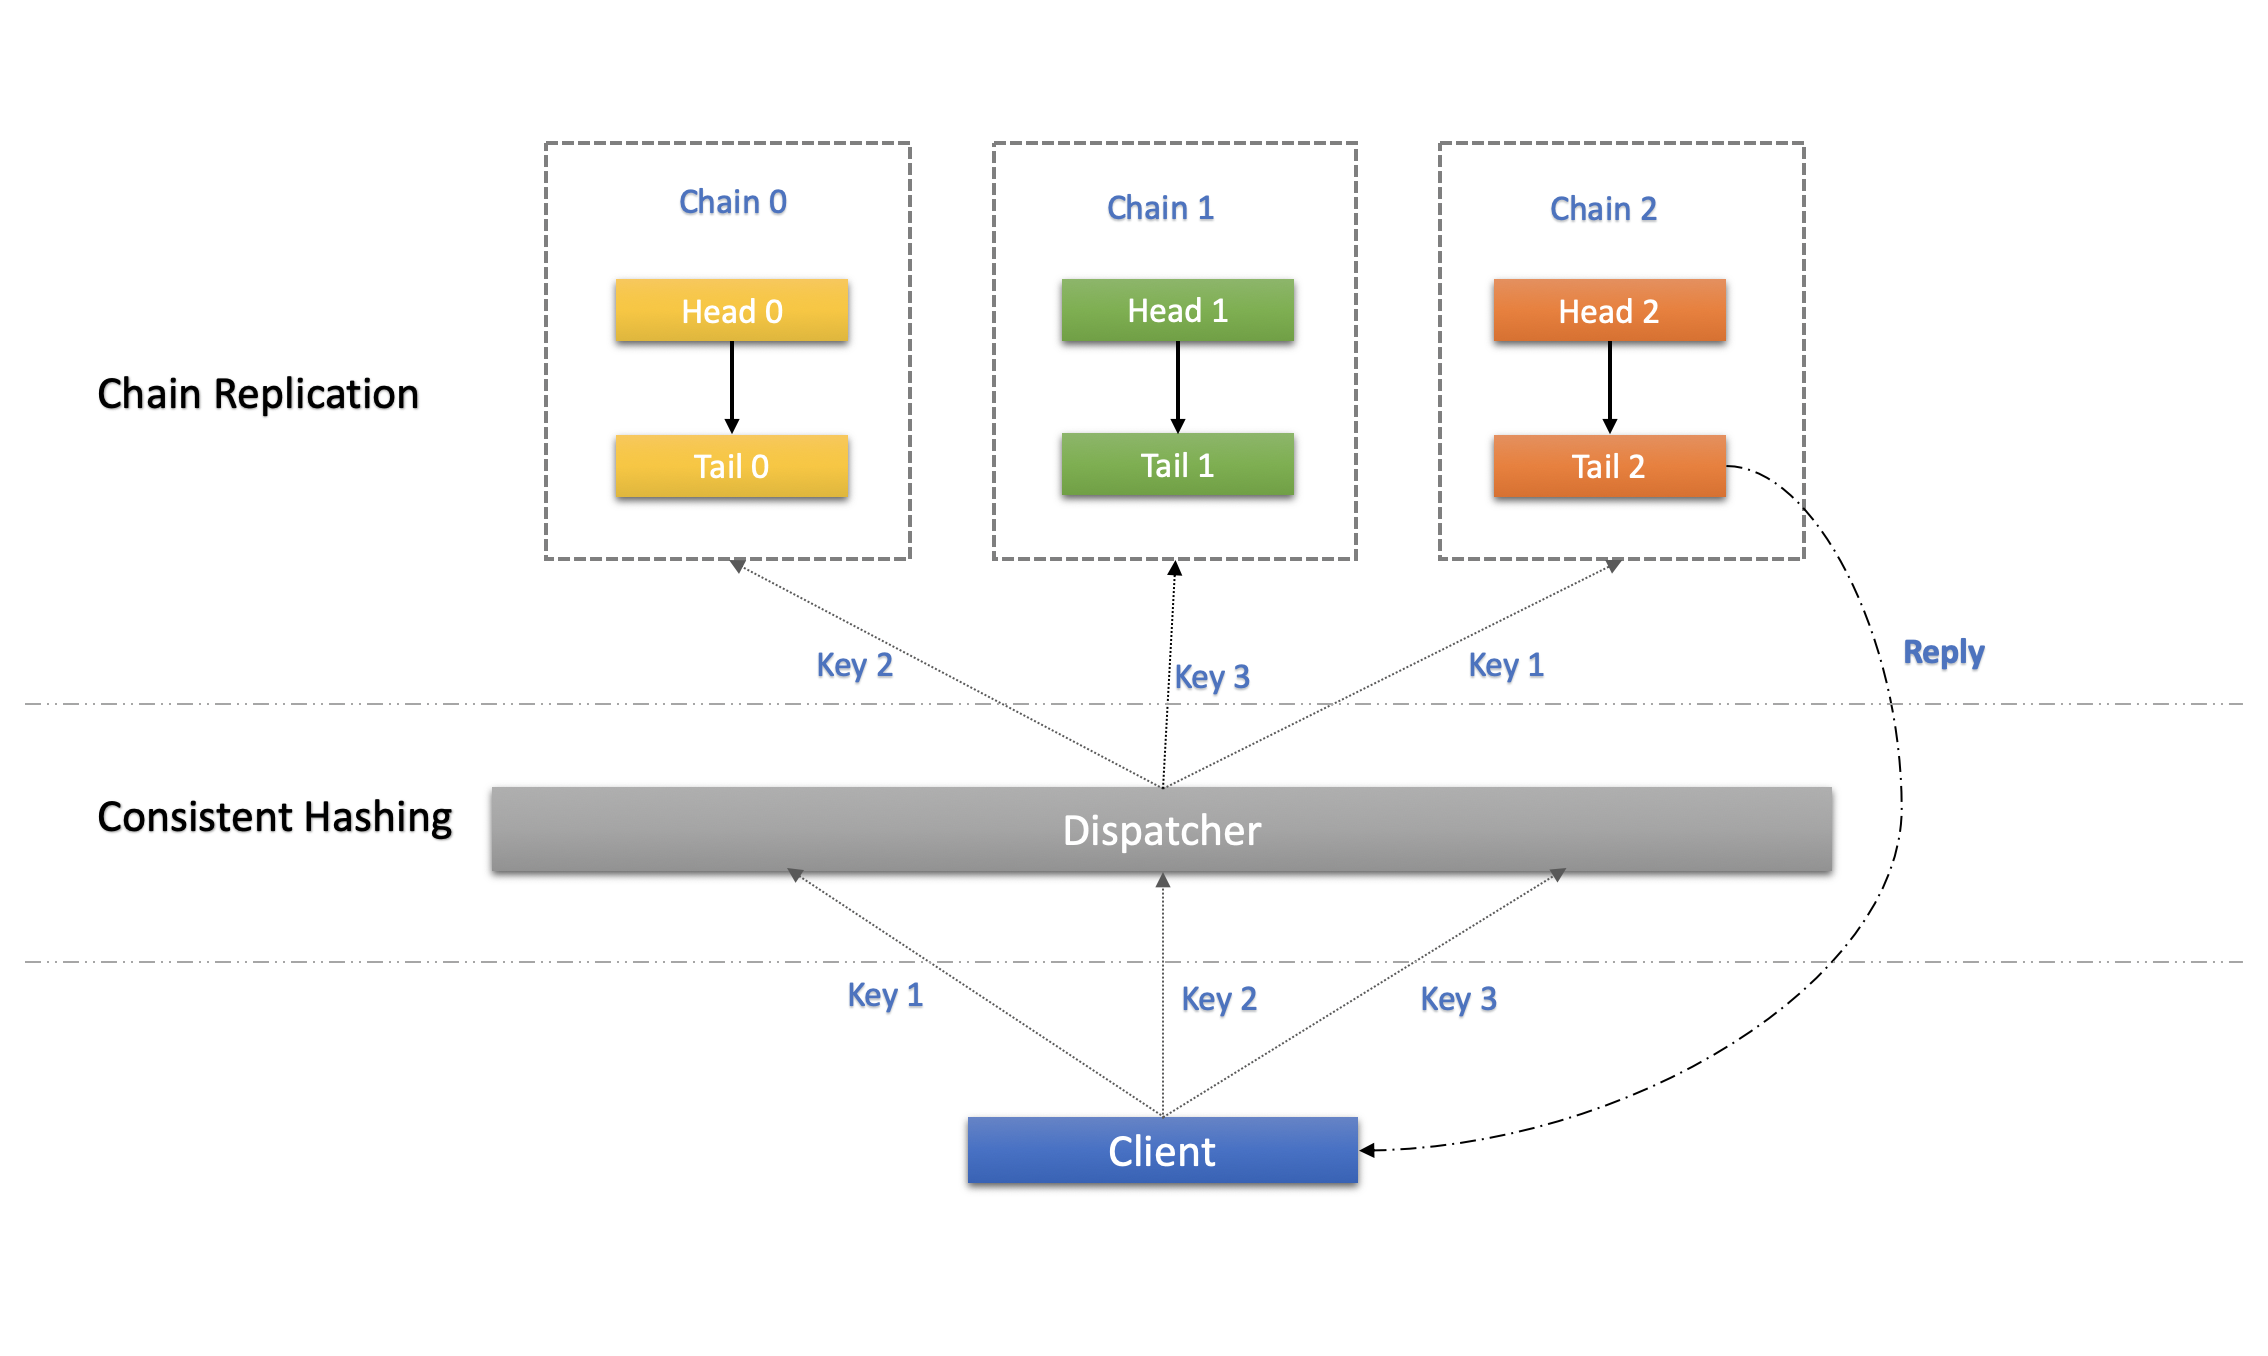 Chain 0
Chain 1
Chain 2
Head 0
Head 1
Head 2
Chain Replication
Tail 0
Tail 1
Tail 2
Key 2
Key 3
Key 1
Reply
Consistent Hashing
Dispatcher
Key 1
Key 2
Key 3
Client